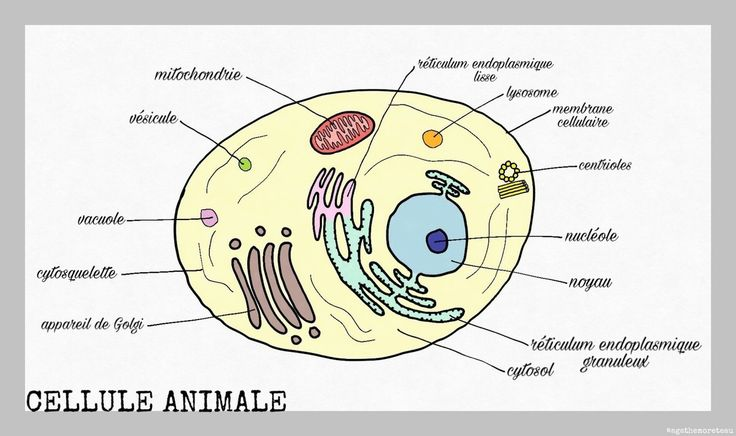 mitochondrie
réticulum endoplasmique
lisse
lysosome
membrane
cellulaire
vésicule
centrioles
vacuole
nucléole
cytosquelette
noyau
appareil de Golgi
réticulum endoplasmique
granuleux
cytosol
CELLULE ANIMALE
#agathemoreteau